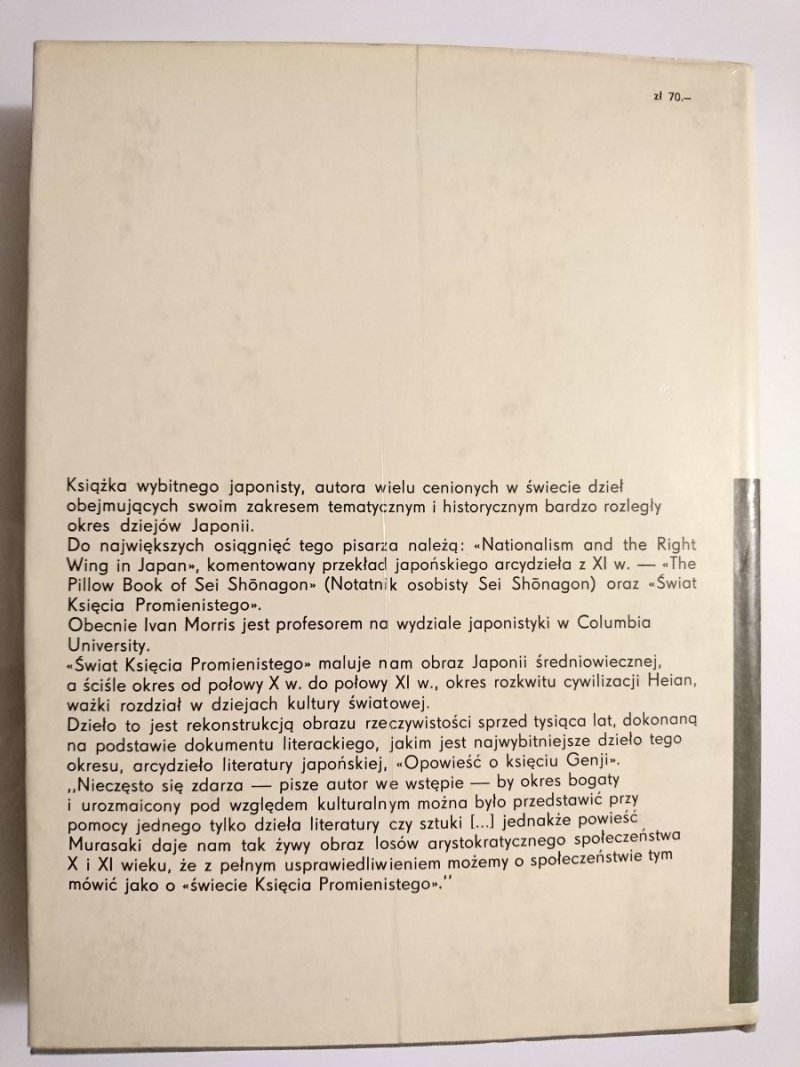 zł 70.—
Książka wybitnego japonisty, autora wielu cenionych w świecie dzieł
obejmujących swoim zakresem tematycznym i historycznym bardzo rozległy
okres dziejów Japonii.
Do największych osiągnięć tego pisarza należą: «Nationalism and the Right
Wing in Japan», komentowany przekład japońskiego arcydzieła z XI w. — «The
Pillow Book of Sei Shōnagon» (Notatnik osobisty Sei Shōnagon) oraz «Świat
Księcia Promienistego».
Obecnie Ivan Morris jest profesorem na wydziale japonistyki w Columbia
University.
«Świat Księcia Promienistego» maluje nam obraz Japonii średniowiecznej,
a ściśle okres od połowy X w. do połowy XI w., okres rozkwitu cywilizacji Heian,
ważki rozdział w dziejach kultury światowej.
Dzieło to jest rekonstrukcją obrazu rzeczywistości sprzed tysiąca lat, dokonaną
na podstawie dokumentu literackiego, jakim jest najwybitniejsze dzieło tego
okresu, arcydzieło literatury japońskiej, «Opowieść o księciu Genji».
„Nieczęsto się zdarza — pisze autor we wstępie — by okres bogaty
i urozmaicony pod względem kulturalnym można było przedstawić przy
pomocy jednego tylko dzieła literatury czy sztuki [...] jednakże powieść
Murasaki daje nam tak żywy obraz losów arystokratycznego społeczeństwa
X i XI wieku, że z pełnym usprawiedliwieniem możemy o społeczeństwie tym
mówić jako o «świecie Księcia Promienistego»."